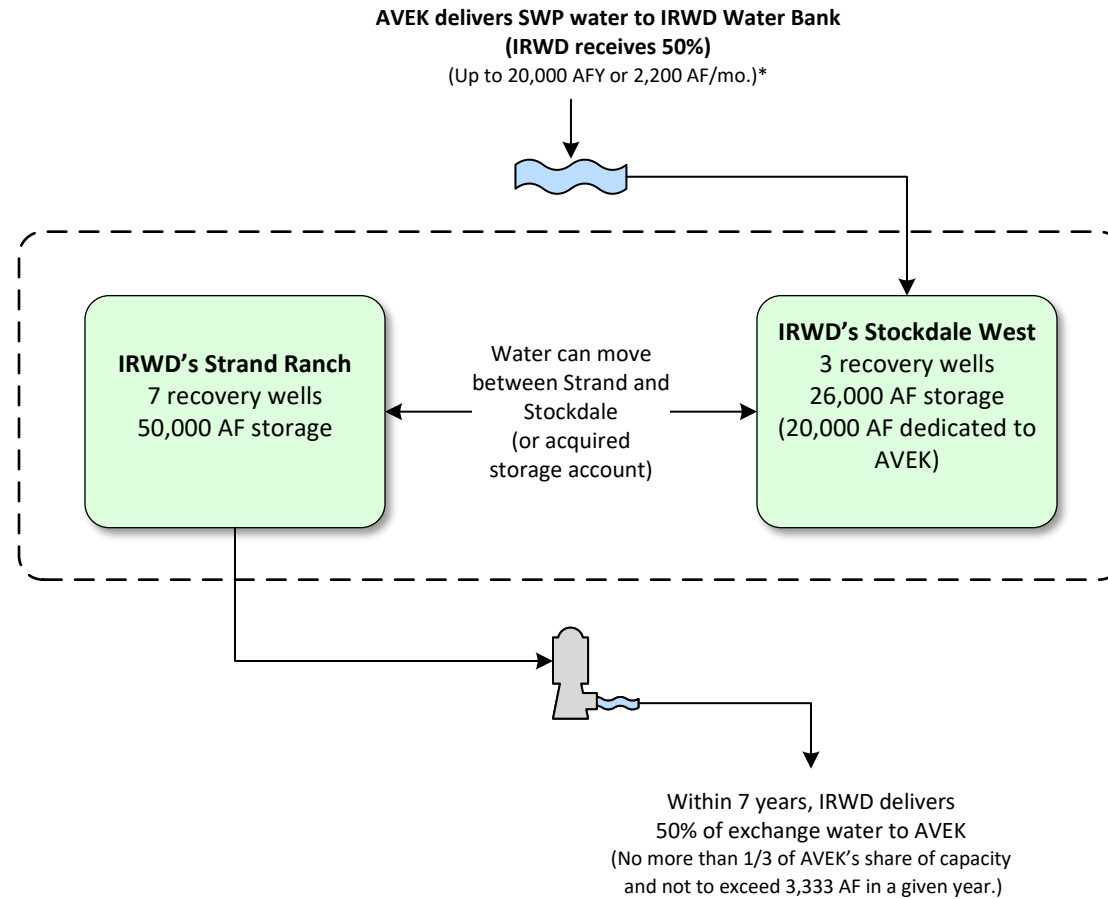 AVEK delivers SWP water to IRWD Water Bank
(IRWD receives 50%)
(Up to 20,000 AFY or 2,200 AF/mo.)*
IRWD’s Strand Ranch
7 recovery wells
50,000 AF storage
Water can move
between Strand and
Stockdale
(or acquired
storage account)
IRWD’s Stockdale West
3 recovery wells
26,000 AF storage
(20,000 AF dedicated to
AVEK)
Within 7 years, IRWD delivers
50% of exchange water to AVEK
(No more than 1/3 of AVEK’s share of capacity
and not to exceed 3,333 AF in a given year.)